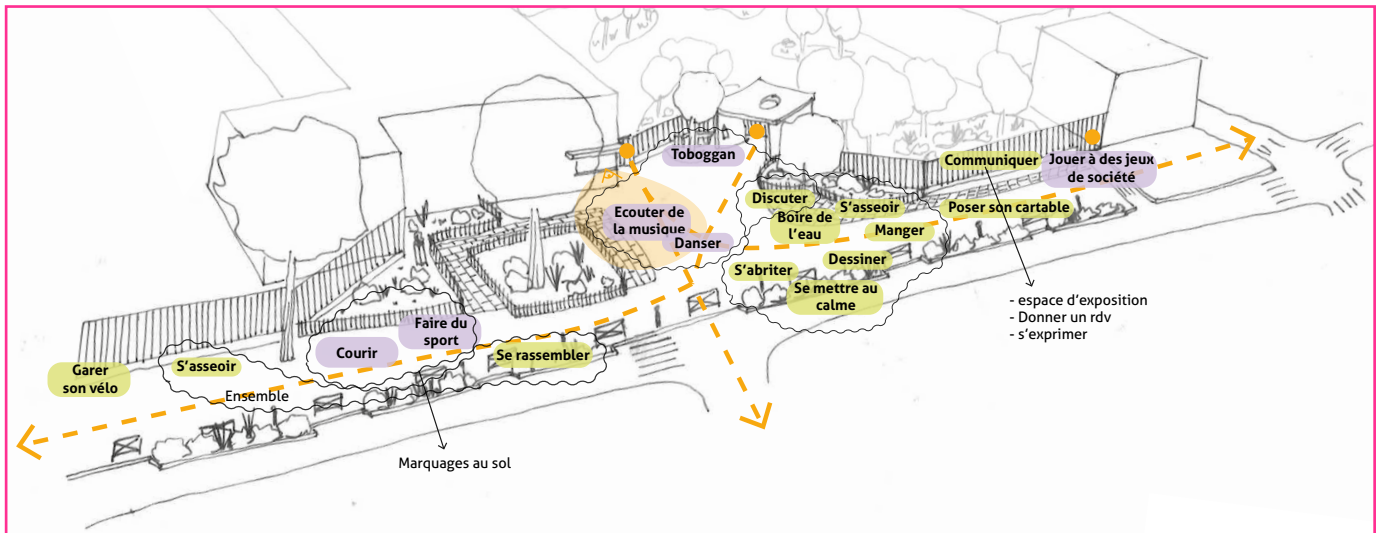 Toboggan
Communiquer
Jouer à des jeux
de société
Discuter
S'asseoir
Poser son cartable
Boire de
l'eau
Ecouter de
la musique
Danser
Manger
Dessiner
S'abriter
Se mettre au
calme
- espace d'exposition
- Donner un rdv
- s'exprimer
Faire du
sport
Courir
Se rassembler
Garer
son vélo
S'asseoir
Ensemble
Marquages au sol